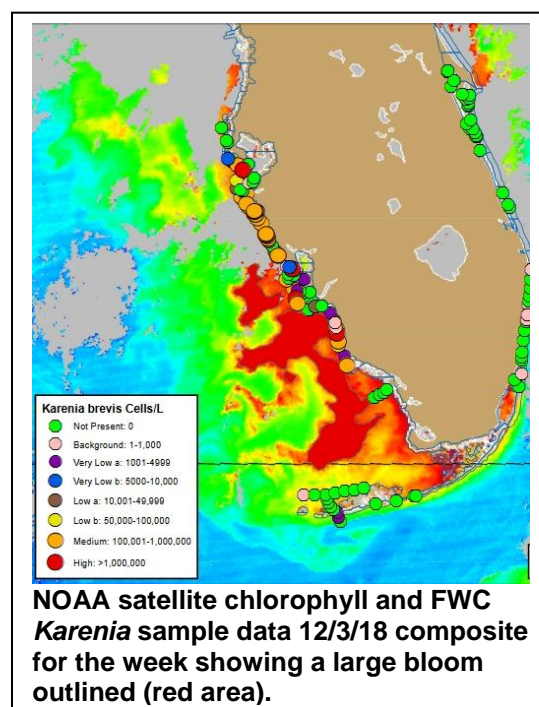 Karenia brevis Cells/L
Not Present: 0
Background: 1-1,000
Very Low a: 1001-4999
Very Low b: 5000-10,000
Low a: 10,001-49,999
Low b: 50,000-100,000
Medium: 100,001-1,000,000
High: >1,000,000
NOAA satellite chlorophyll and FWC
Karenia sample data 12/3/18 composite
for the week showing a large bloom
outlined (red area).